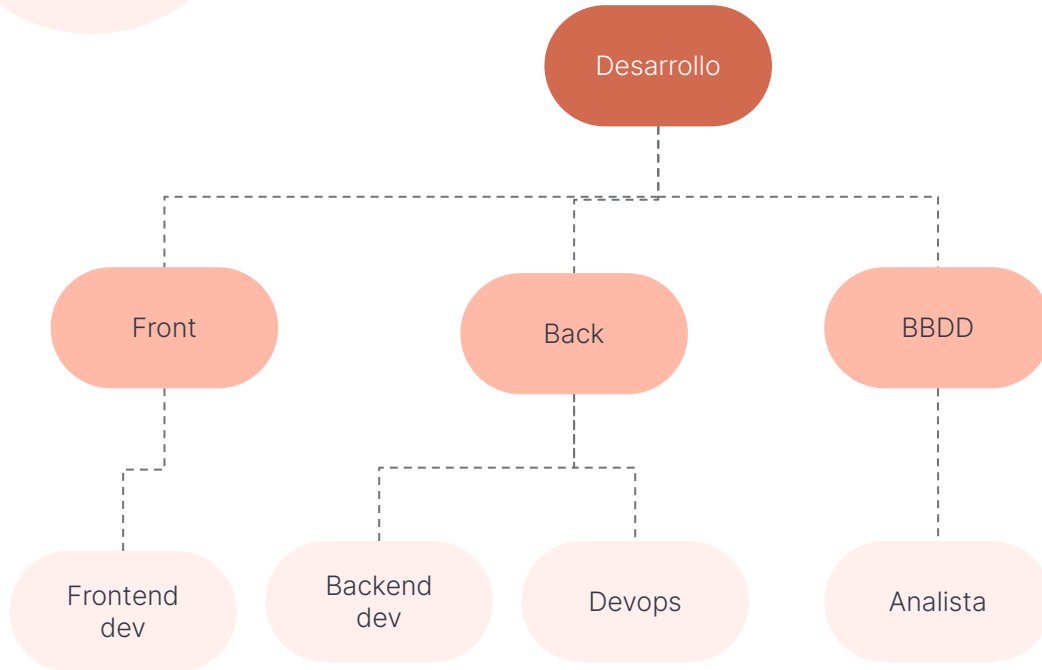 Desarrollo
Front
Back
BBDD
Frontend
dev
Backend
dev
Devops
Analista